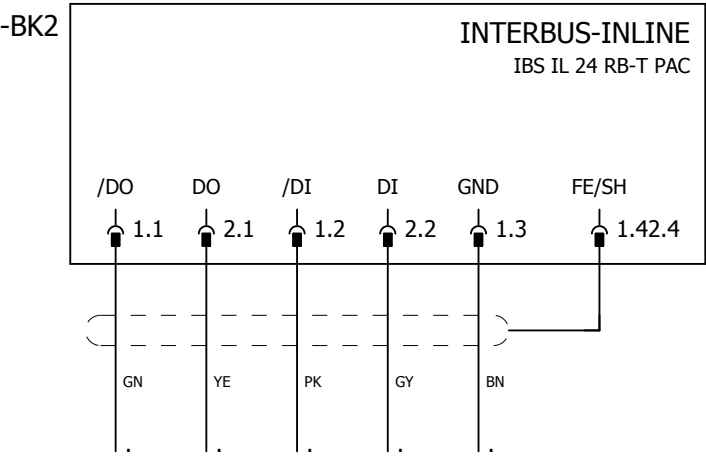 -BK2
INTERBUS-INLINE
IBS IL 24 RB-T PAC
/DO DO /DI DI GND FE/SH
1.1 2.1 1.2 2.2 1.3 1.42.4
GN YE PK GY BN